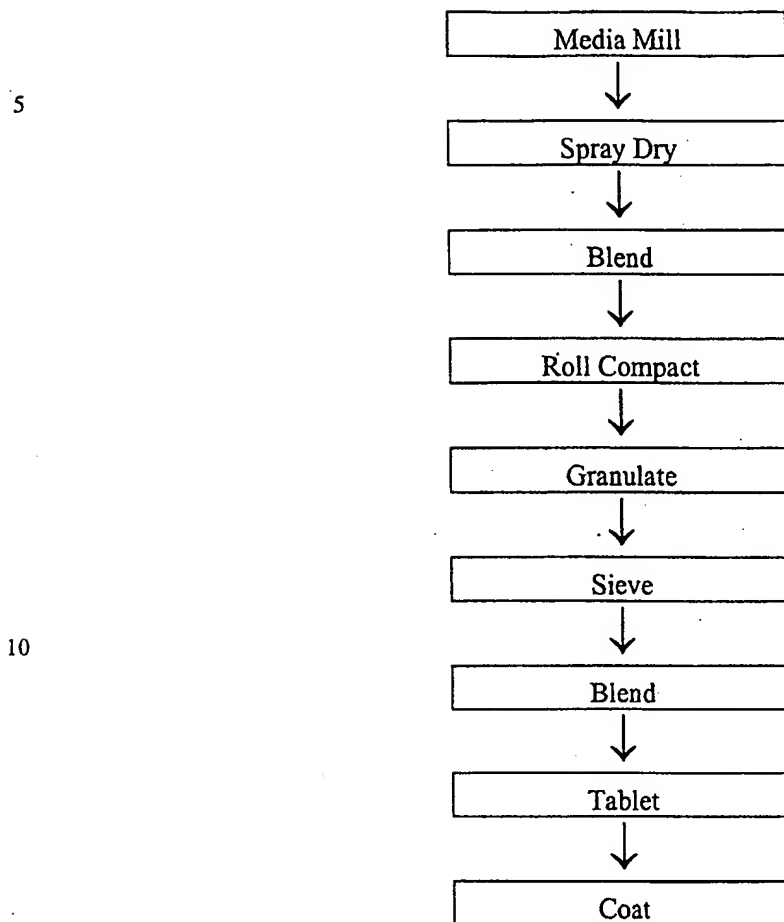 Media Mill
5
Spray Dry
Blend
Roll Compact
Granulate
Sieve
10
Blend
Tablet
Coat